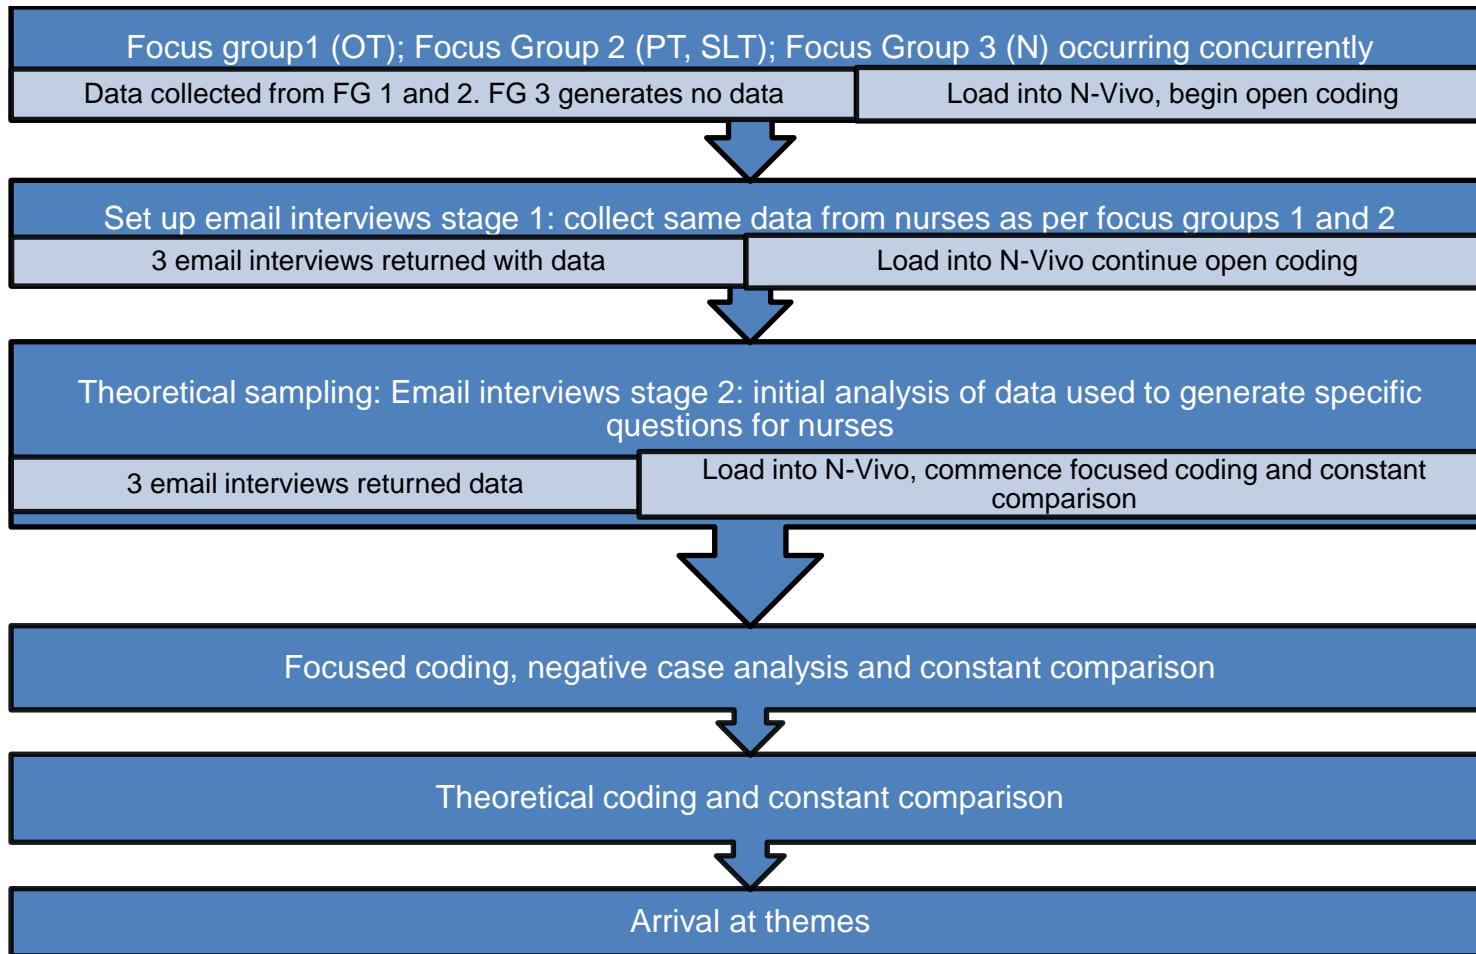 Focus group1 (OT); Focus Group 2 (PT, SLT); Focus Group 3 (N) occurring concurrently
Data collected from FG 1 and 2. FG 3 generates no data
Load into N-Vivo, begin open coding
Set up email interviews stage 1: collect same data from nurses as per focus groups 1 and 2
3 email interviews returned with data
Load into N-Vivo continue open coding
Theoretical sampling: Email interviews stage 2: initial analysis of data used to generate specific
questions for nurses
3 email interviews returned data
Load into N-Vivo, commence focused coding and constant
comparison
Focused coding, negative case analysis and constant comparison
Theoretical coding and constant comparison
Arrival at themes